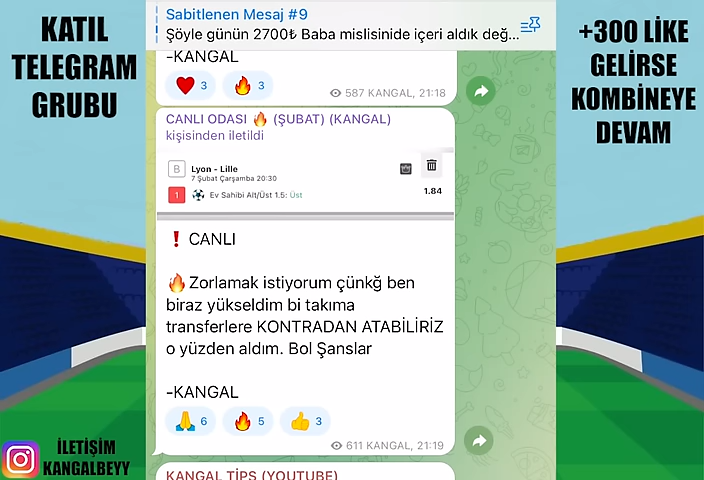 KATIL
TELEGRAM
GRUBU
Sabitlenen Mesaj #9
Şöyle günün 2700₺ Baba mislisinide içeri aldık değ...
+300 LİKE
GELİRSE
KOMBİNEYE
DEVAM
-KANGAL
❤️ 3 🔥 3
587 KANGAL, 21:18
CANLI ODASI 🔥 (ŞUBAT) (KANGAL)
kişisinden iletildi
B Lyon - Lille
7 Şubat Çarşamba 20:30
1 ⚽ Ev Sahibi Alt/Üst 1.5: Üst 1.84
❗ CANLI
🔥Zorlamak istiyorum çünkğ ben
biraz yükseldim bi takıma
transferlere KONTRADAN ATABİLİRİZ
o yüzden aldım. Bol Şanslar
-KANGAL
🙏 6 🔥 5 👍 3
611 KANGAL, 21:19
KANGAL TİPS (YOUTUBE)
İLETİŞİM
KANGALBEYY